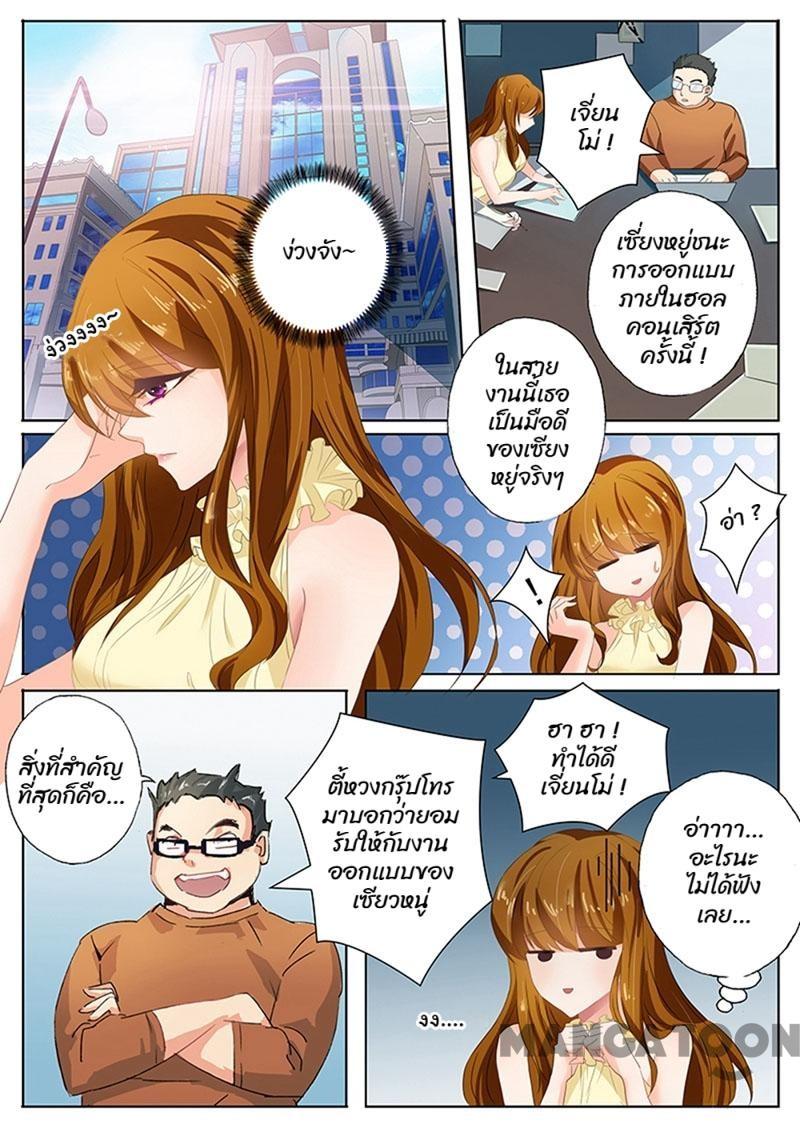 ง่วงจัง~
ง่วงงงง~
เจี่ยน
โม่ !
เซี่ยงหยู่ชนะ
การออกแบบ
ภายในฮอล
คอนเสิร์ต
ครั้งนี้ !
ในสาย
งานนี้เธอ
เป็นมือดี
ของเซี่ยง
หยู่จริงๆ
อ่า ?
!
สิ่งที่สำคัญ
ที่สุดก็คือ...
ตี้หวงกรุ๊ปโทร
มาบอกว่ายอม
รับให้กับงาน
ออกแบบของ
เซียวหนู่
ฮา ฮา !
ทำได้ดี
เจี่ยนโม่ !
อ่าาาา...
อะไรนะ
ไม่ได้ฟัง
เลย...
งง....
MANGATOON